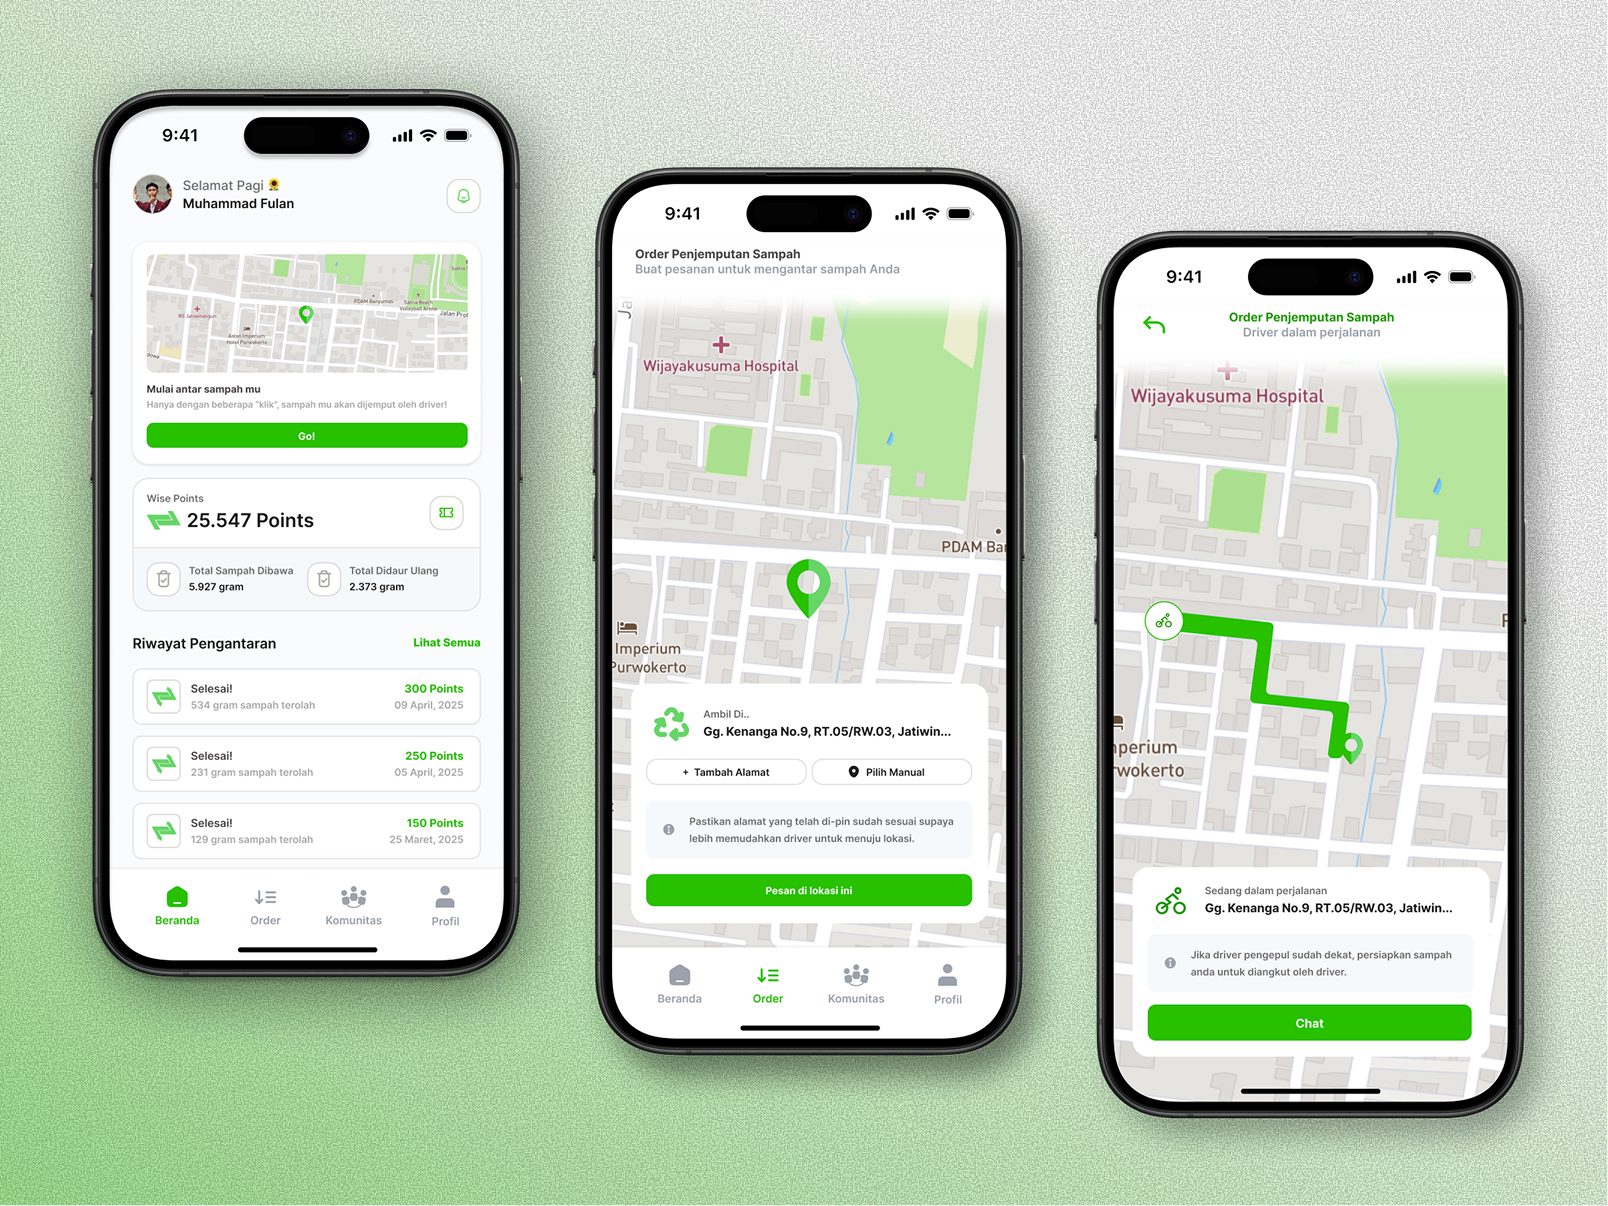 9:41
Selamat Pagi 🌻
Muhammad Fulan
RS Jatiwinangun
PDAM Banyumas
Satria Beach
Volleyball Arena
Aston Imperium
Hotel Purwokerto
Mulai antar sampah mu
Hanya dengan beberapa "klik", sampah mu akan dijemput oleh driver!
Go!
Wise Points
25.547 Points
Total Sampah Dibawa
5.927 gram
Total Didaur Ulang
2.373 gram
Riwayat Pengantaran
Lihat Semua
Selesai!
300 Points
534 gram sampah terolah
09 April, 2025
Selesai!
250 Points
231 gram sampah terolah
05 April, 2025
Selesai!
150 Points
129 gram sampah terolah
25 Maret, 2025
Beranda
Order
Komunitas
Profil
9:41
Order Penjemputan Sampah
Buat pesanan untuk mengantar sampah Anda
Ja
Wijayakusuma Hospital
PDAM Ba
Imperium
Purwokerto
Ambil Di..
Gg. Kenanga No.9, RT.05/RW.03, Jatiwin...
+ Tambah Alamat
Pilih Manual
Pastikan alamat yang telah di-pin sudah sesuai supaya
lebih memudahkan driver untuk menuju lokasi.
Pesan di lokasi ini
Beranda
Order
Komunitas
Profil
9:41
Order Penjemputan Sampah
Driver dalam perjalanan
Wijayakusuma Hospital
perium
rwokerto
Sedang dalam perjalanan
Gg. Kenanga No.9, RT.05/RW.03, Jatiwin...
Jika driver pengepul sudah dekat, persiapkan sampah
anda untuk diangkut oleh driver.
Chat